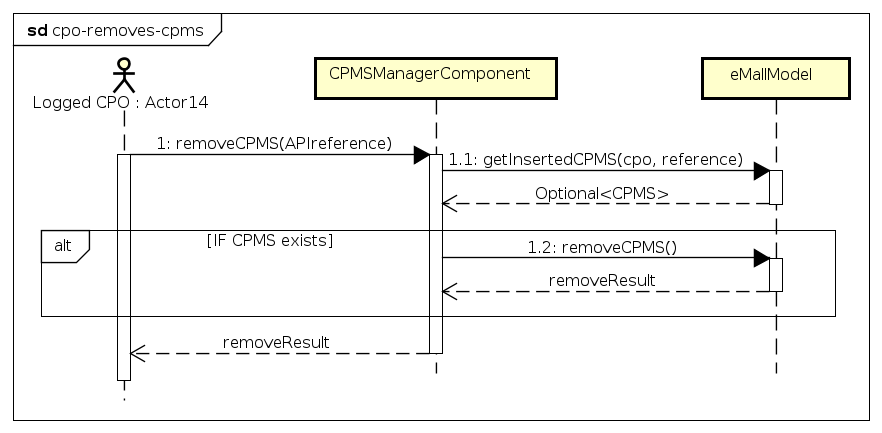 sd cpo-removes-cpms
Logged CPO : Actor14
CPMSManagerComponent
eMallModel
1: removeCPMS(APIreference)
1.1: getInsertedCPMS(cpo, reference)
Optional<CPMS>
alt
[IF CPMS exists]
1.2: removeCPMS()
removeResult
removeResult